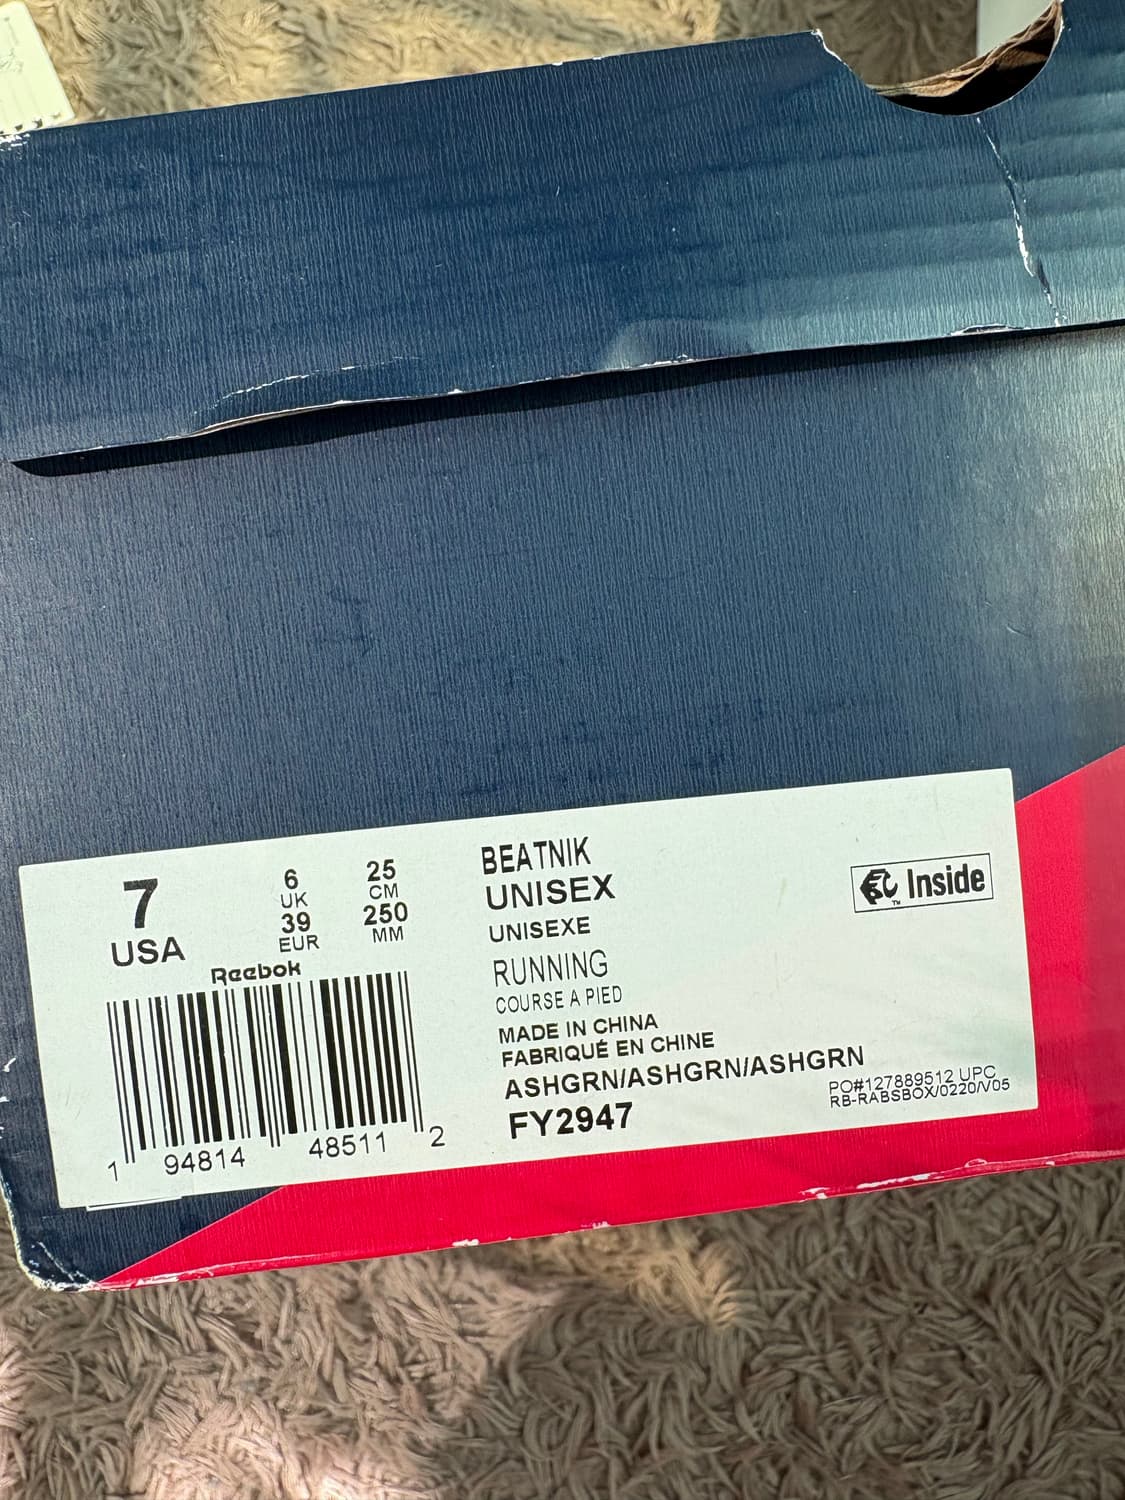 7
USA
6
UK
39
EUR
25
CM
250
MM
Reebok
1 94814 48511 2
BEATNIK
UNISEX
UNISEXE
RUNNING
COURSE A PIED
MADE IN CHINA
FABRIQUÉ EN CHINE
ASHGRN/ASHGRN/ASHGRN
FY2947
Inside
TM
PO#127889512 UPC
RB-RABSBOX/0220/V05